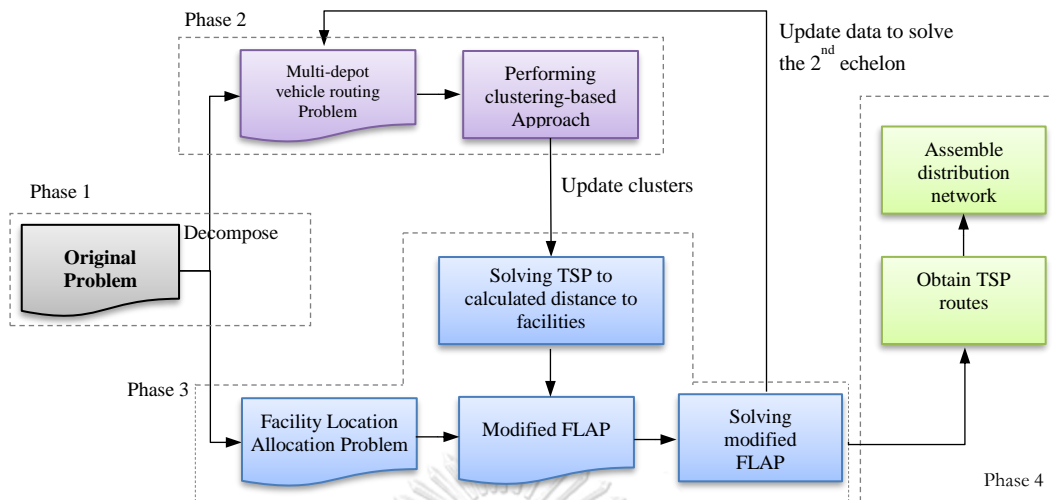 Phase 2
Multi-depot
vehicle routing
Problem
Performing
clustering-based
Approach
Update data to solve
the 2nd echelon
Phase 1
Decompose
Original
Problem
Update clusters
Assemble
distribution
network
Solving TSP to
calculated distance to
facilities
Obtain TSP
routes
Phase 3
Facility Location
Allocation Problem
Modified FLAP
Solving
modified
FLAP
Phase 4